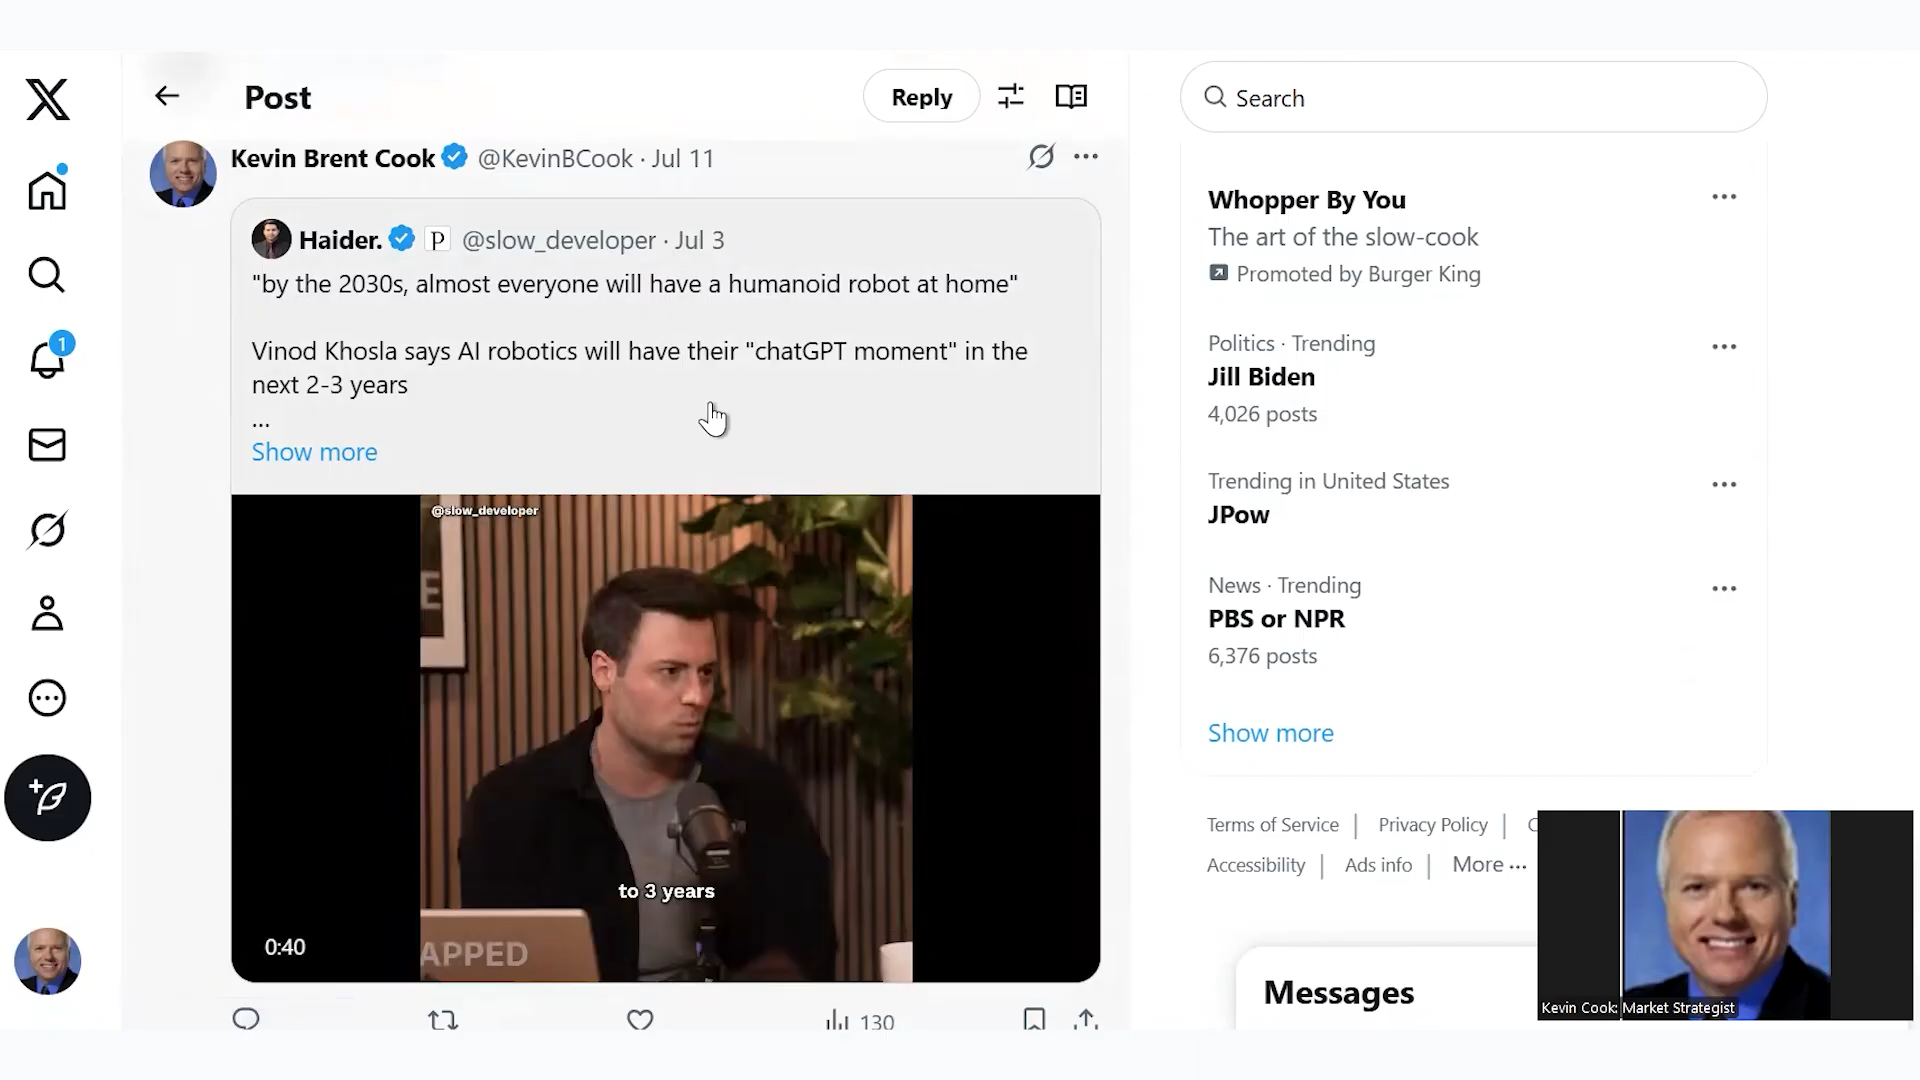 Post
Reply
Search
Kevin Brent Cook @KevinBCook · Jul 11
Haider. P @slow_developer · Jul 3
"by the 2030s, almost everyone will have a humanoid robot at home"
Vinod Khosla says AI robotics will have their "chatGPT moment" in the
next 2-3 years
...
Show more
@slow_developer
E
to 3 years
APPED
0:40
130
1
Whopper By You
The art of the slow-cook
Promoted by Burger King
Politics · Trending
Jill Biden
4,026 posts
Trending in United States
JPow
News · Trending
PBS or NPR
6,376 posts
Show more
Terms of Service | Privacy Policy | C
Accessibility | Ads info | More ...
Messages
Kevin Cook: Market Strategist